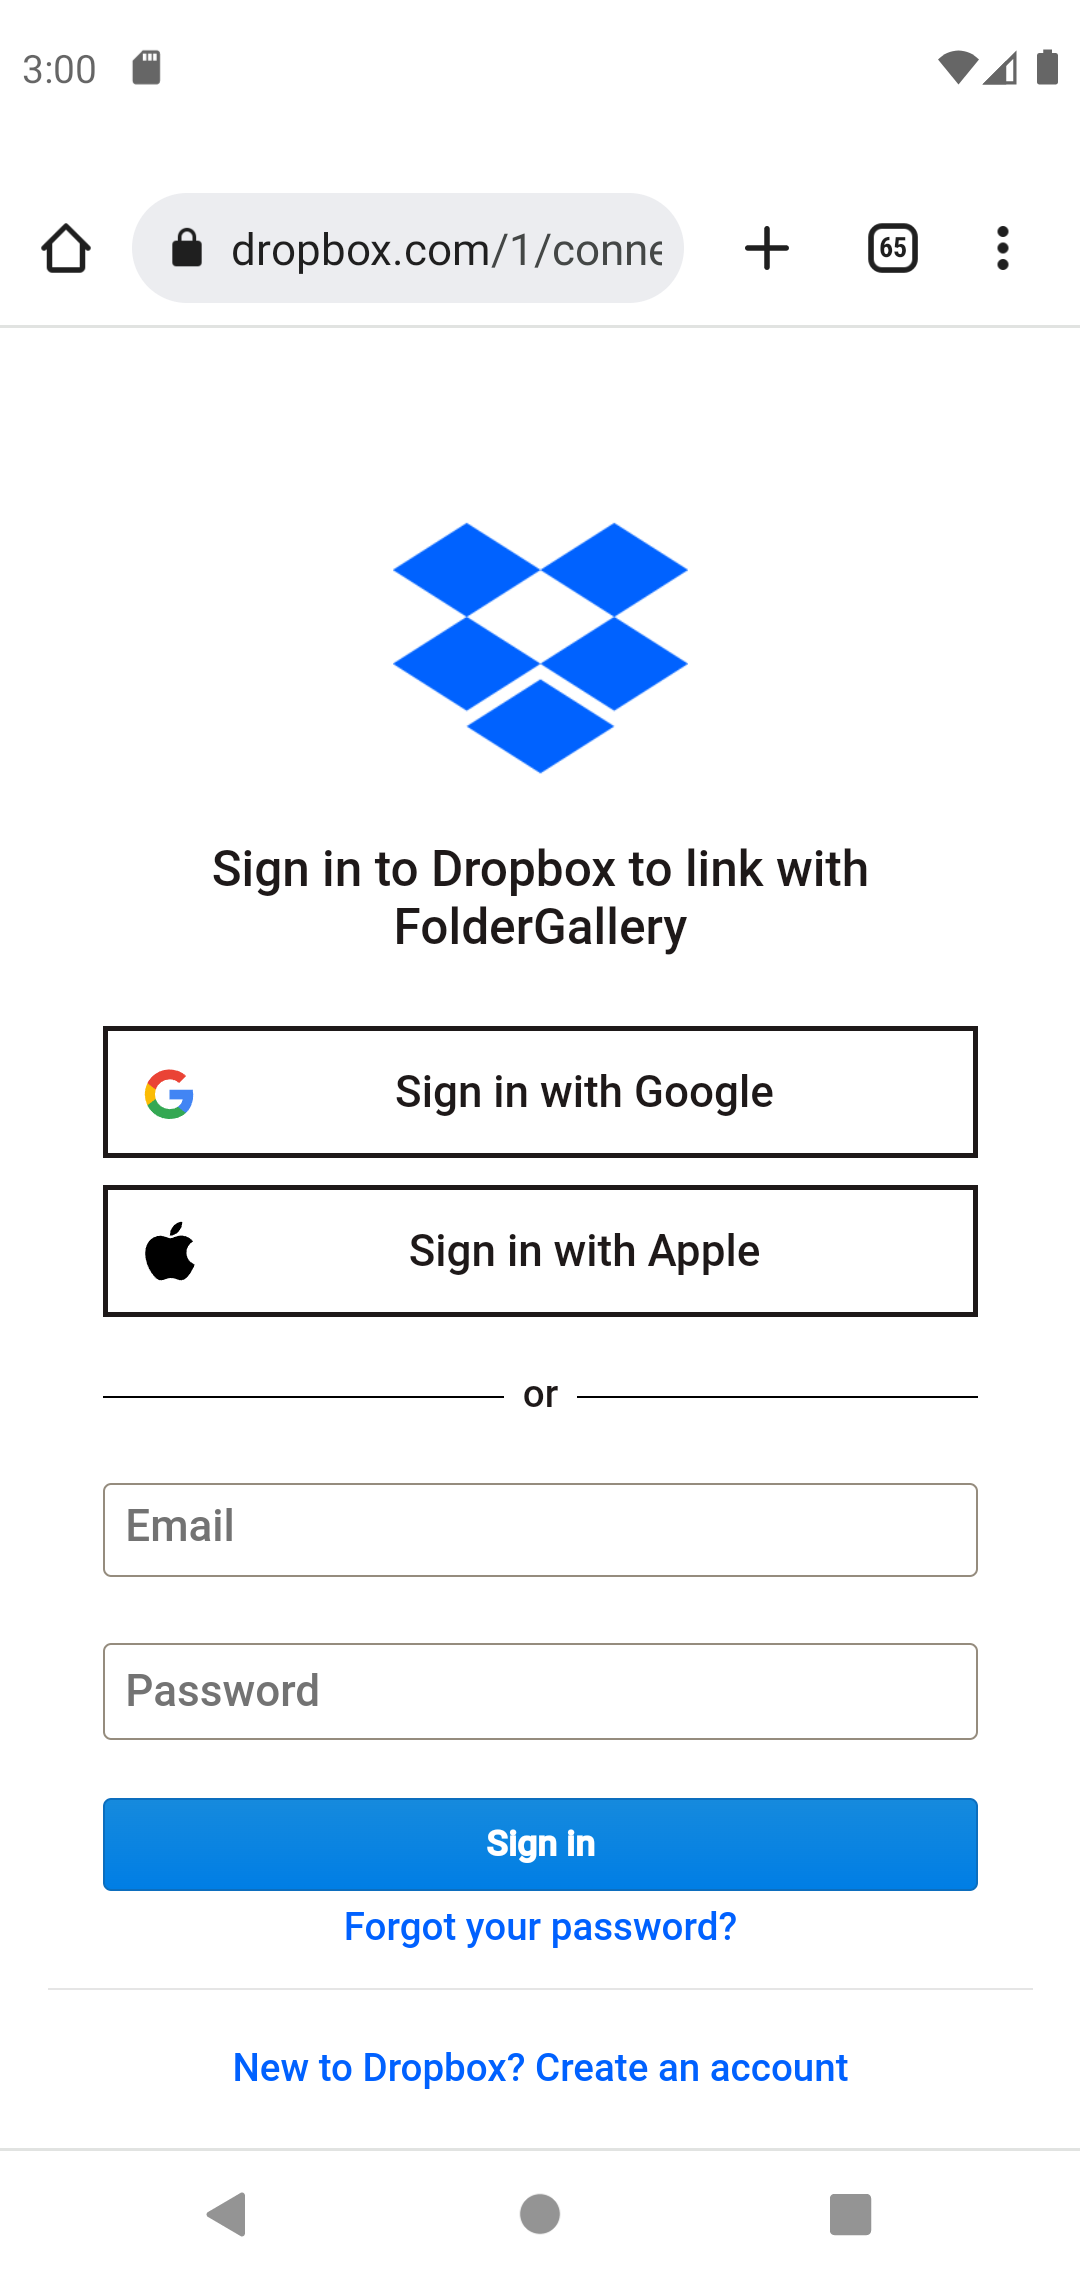 3:00
dropbox.com/1/conne
65
Sign in to Dropbox to link with
FolderGallery
Sign in with Google
Sign in with Apple
or
Email
Password
Sign in
Forgot your password?
New to Dropbox? Create an account